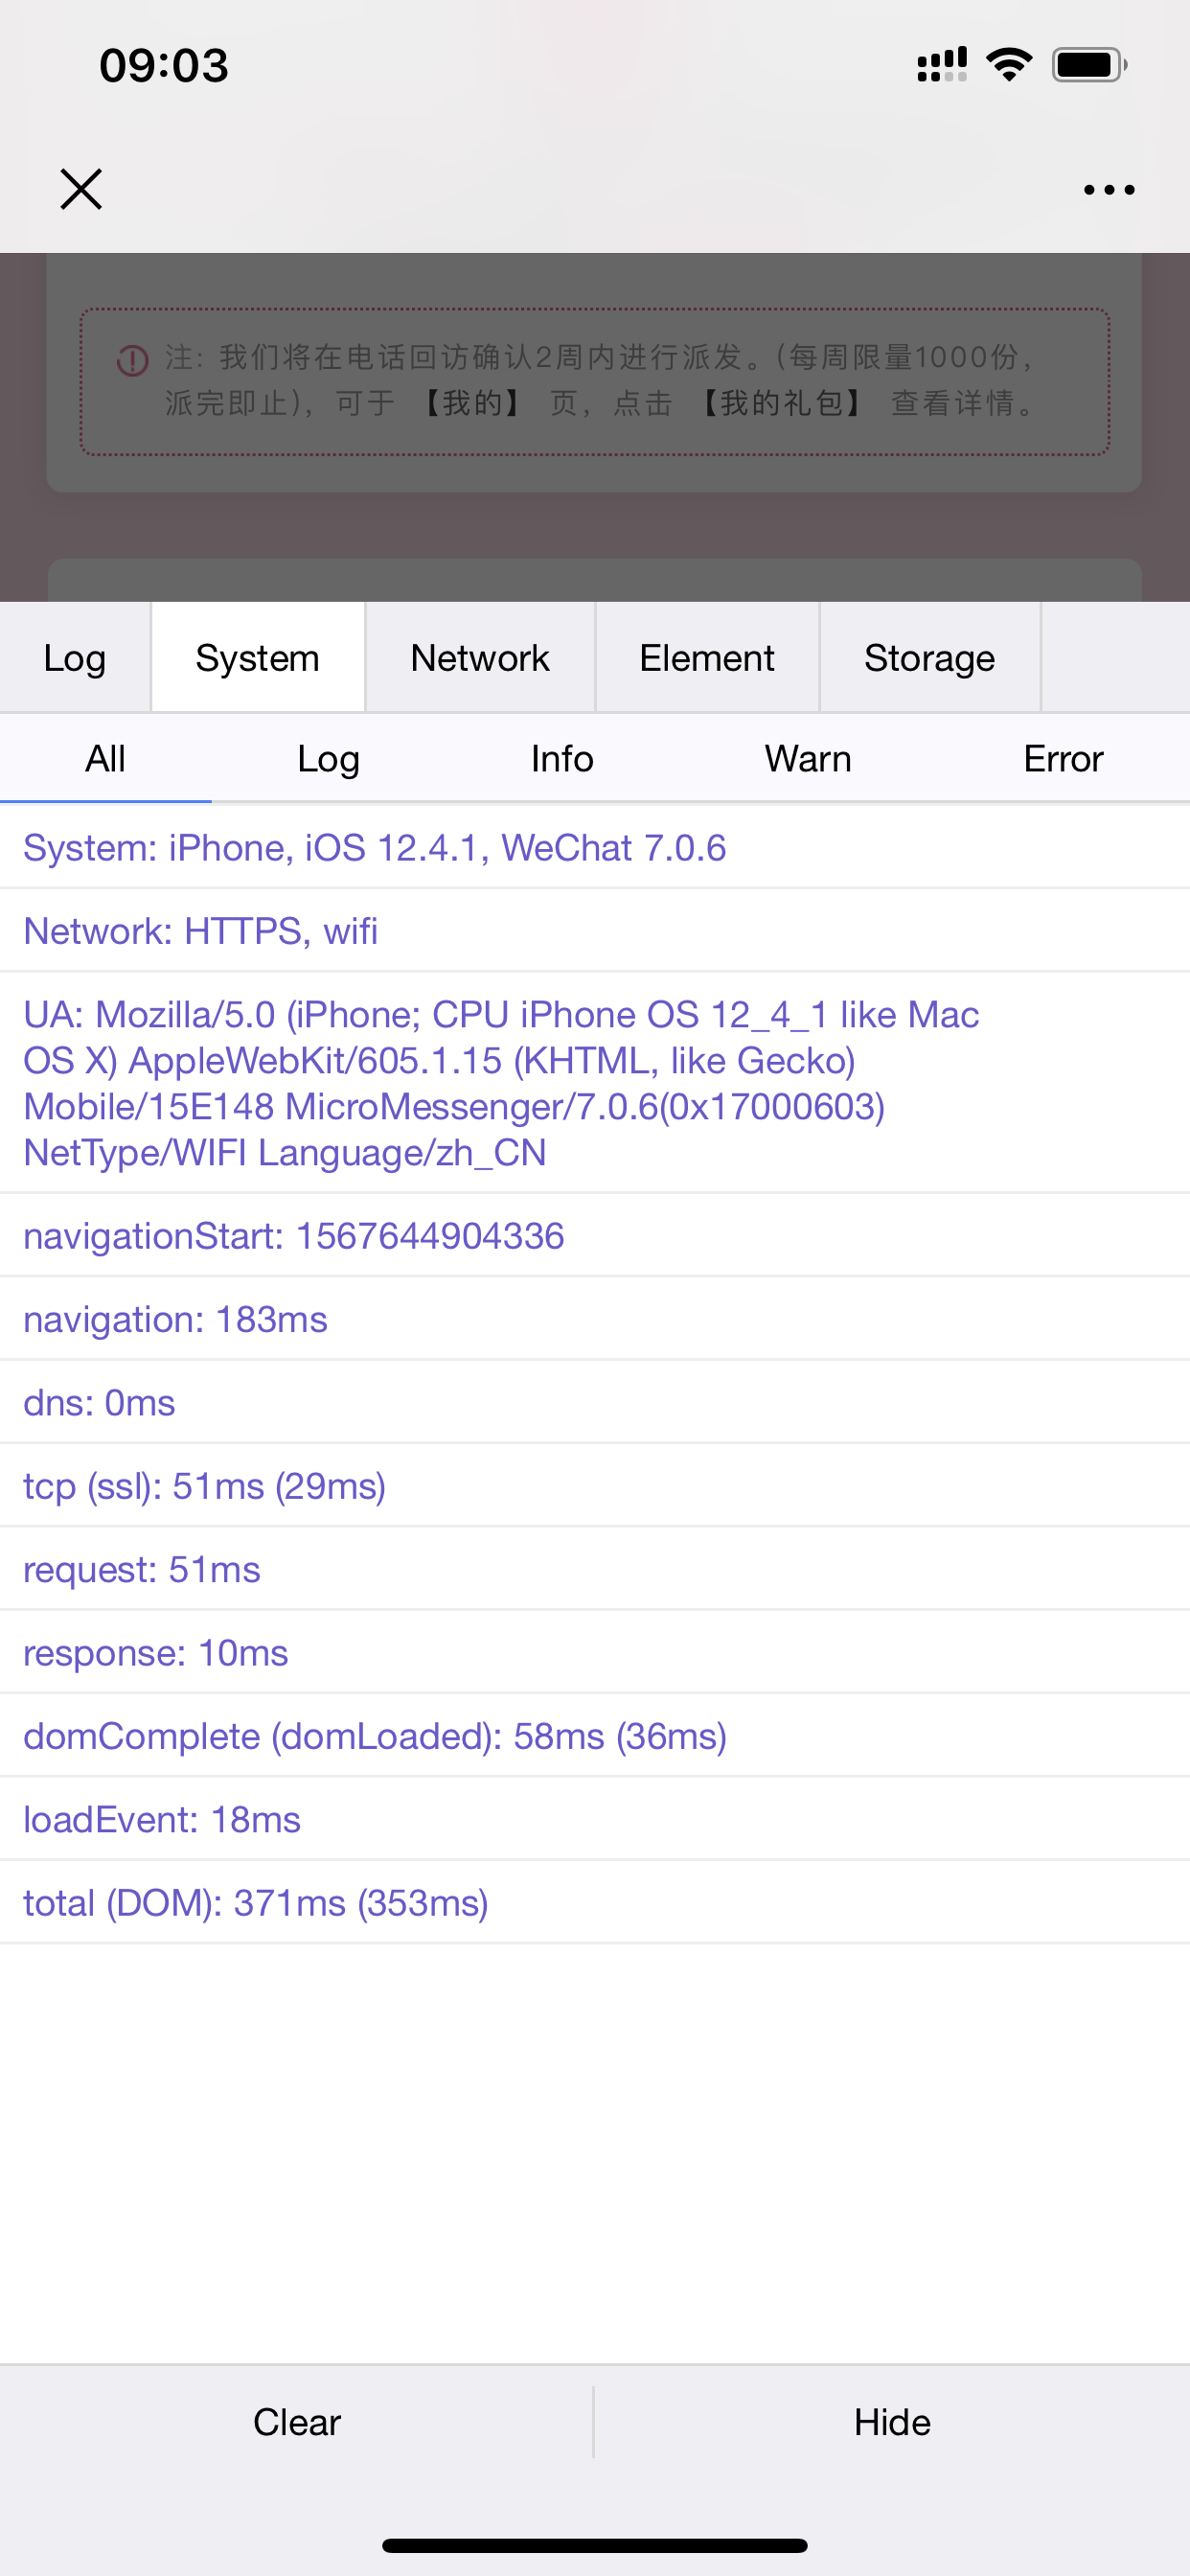 09:03
注: 我们将在电话回访确认2周内进行派发。(每周限量1000份,
派完即止), 可于 【我的】 页, 点击 【我的礼包】 查看详情。
Log System Network Element Storage
All Log Info Warn Error
System: iPhone, iOS 12.4.1, WeChat 7.0.6
Network: HTTPS, wifi
UA: Mozilla/5.0 (iPhone; CPU iPhone OS 12_4_1 like Mac
OS X) AppleWebKit/605.1.15 (KHTML, like Gecko)
Mobile/15E148 MicroMessenger/7.0.6(0x17000603)
NetType/WIFI Language/zh_CN
navigationStart: 1567644904336
navigation: 183ms
dns: 0ms
tcp (ssl): 51ms (29ms)
request: 51ms
response: 10ms
domComplete (domLoaded): 58ms (36ms)
loadEvent: 18ms
total (DOM): 371ms (353ms)
Clear Hide